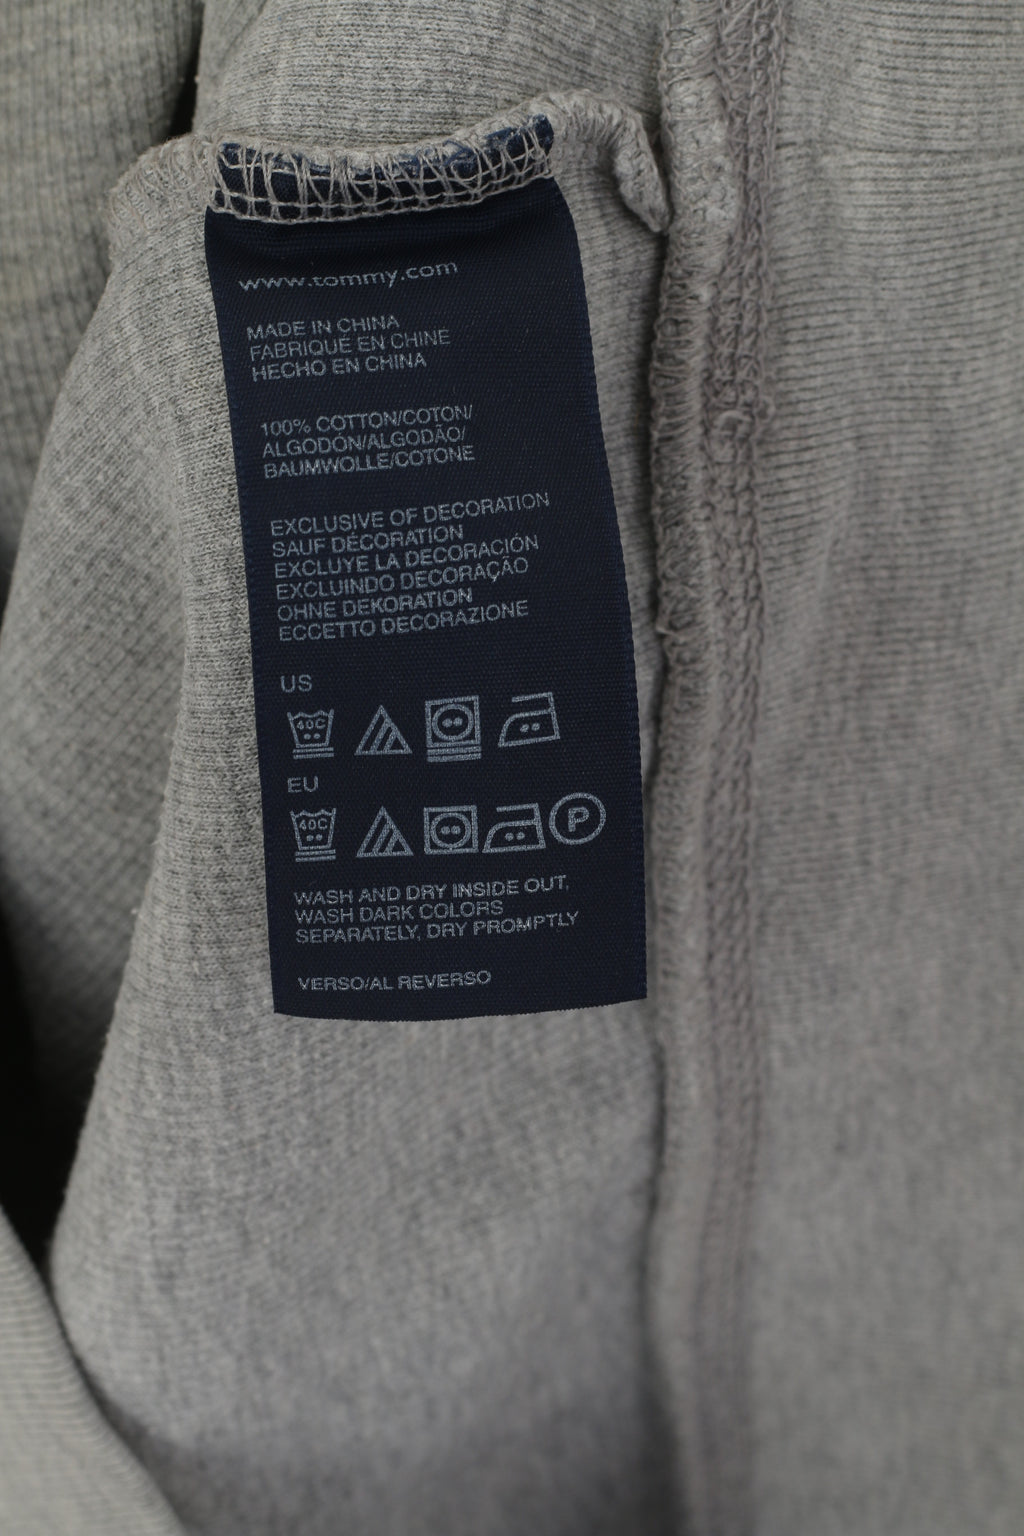 www.tommy.com
MADE IN CHINA
FABRIQUÉ EN CHINE
HECHO EN CHINA
100% COTTON/COTON/
ALGODÓN/ALGODÃO/
BAUMWOLLE/COTONE
EXCLUSIVE OF DECORATION
SAUF DÉCORATION
EXCLUYE LA DECORACIÓN
EXCLUINDO DECORAÇÃO
OHNE DEKORATION
ECCETTO DECORAZIONE
US
40C
EU
40C P
WASH AND DRY INSIDE OUT,
WASH DARK COLORS
SEPARATELY, DRY PROMPTLY
VERSO/AL REVERSO